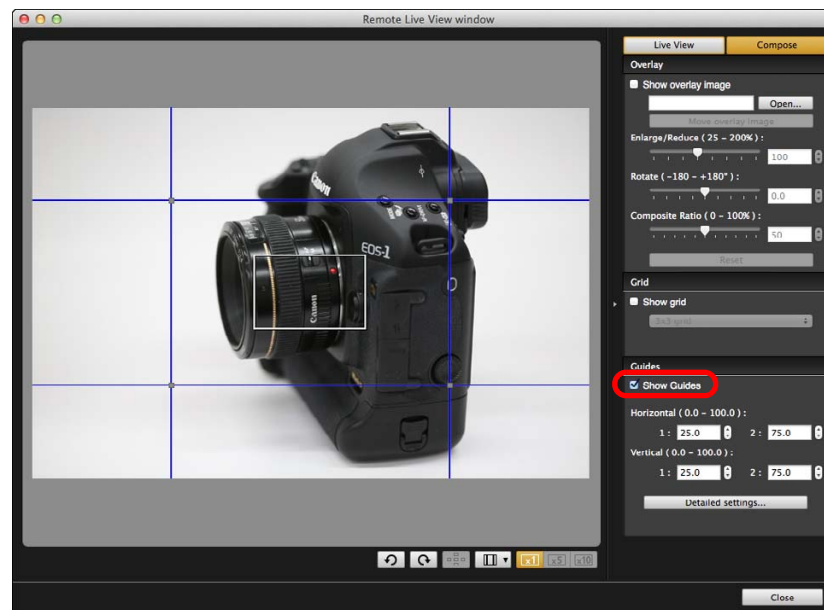 Remote Live View window
Live View Compose
Overlay
Show overlay image
Open...
Move overlay image
Enlarge/Reduce ( 25 – 200% ) :
100
Rotate ( –180 – +180° ) :
0.0
Composite Ratio ( 0 – 100% ) :
50
Reset
Grid
Show grid
3x3 grid
Guides
Show Guides
Horizontal ( 0.0 – 100.0 ) :
1 : 25.0 2 : 75.0
Vertical ( 0.0 – 100.0 ) :
1 : 25.0 2 : 75.0
Detailed settings...
Canon
EOS-1
Canon
x1 x5 x10
Close